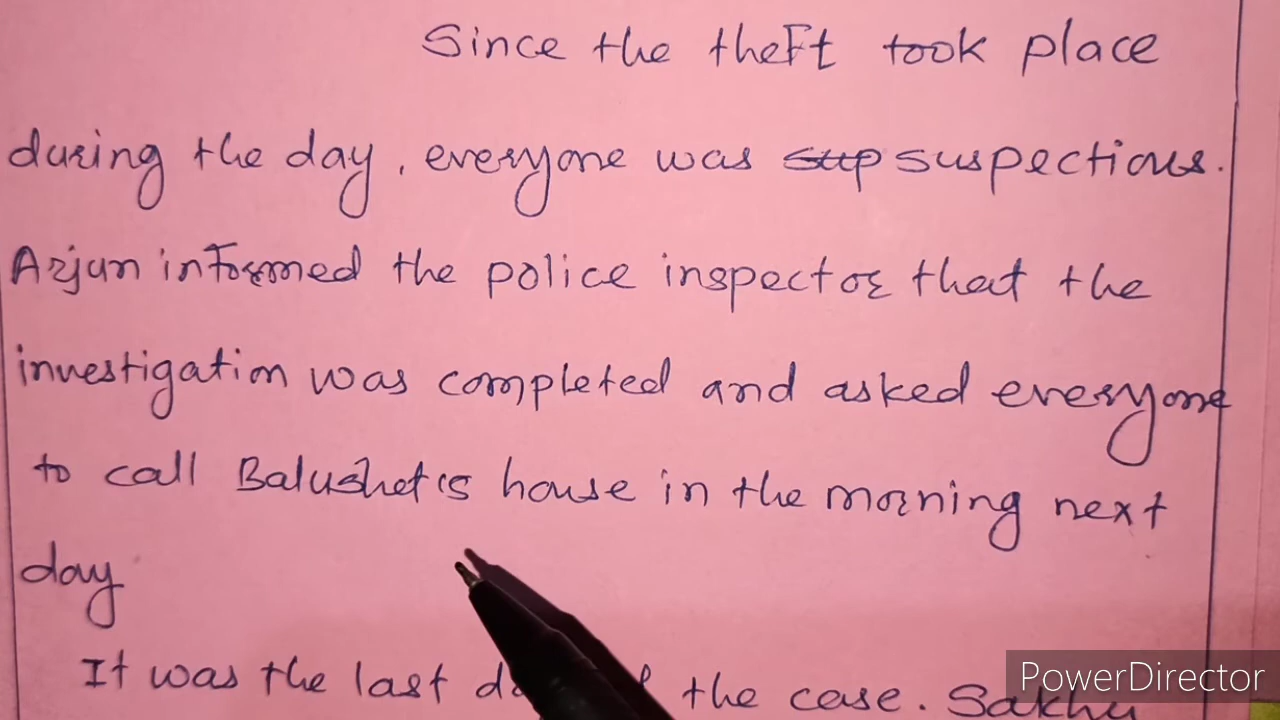 Since the theft took place
during the day, everyone was sup suspectious.
Arjun informed the police inspector that the
investigation was completed and asked everyone
to call Balushet's house in the morning next
day
It was the last the case. Sakhu
PowerDirector